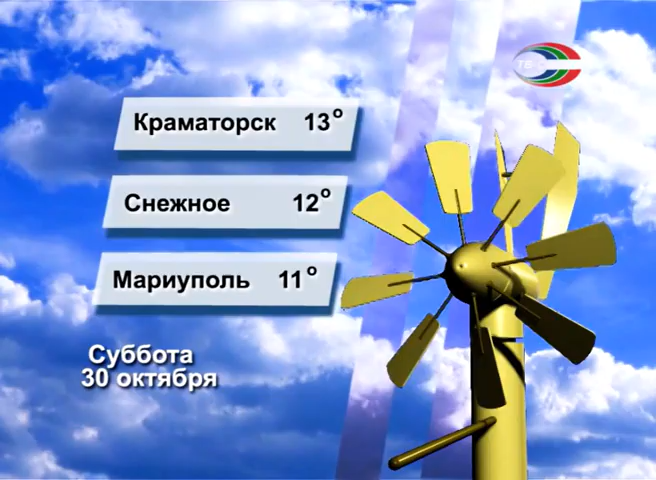 Краматорск 13°
Снежное 12°
Мариуполь 11°
Суббота
30 октября